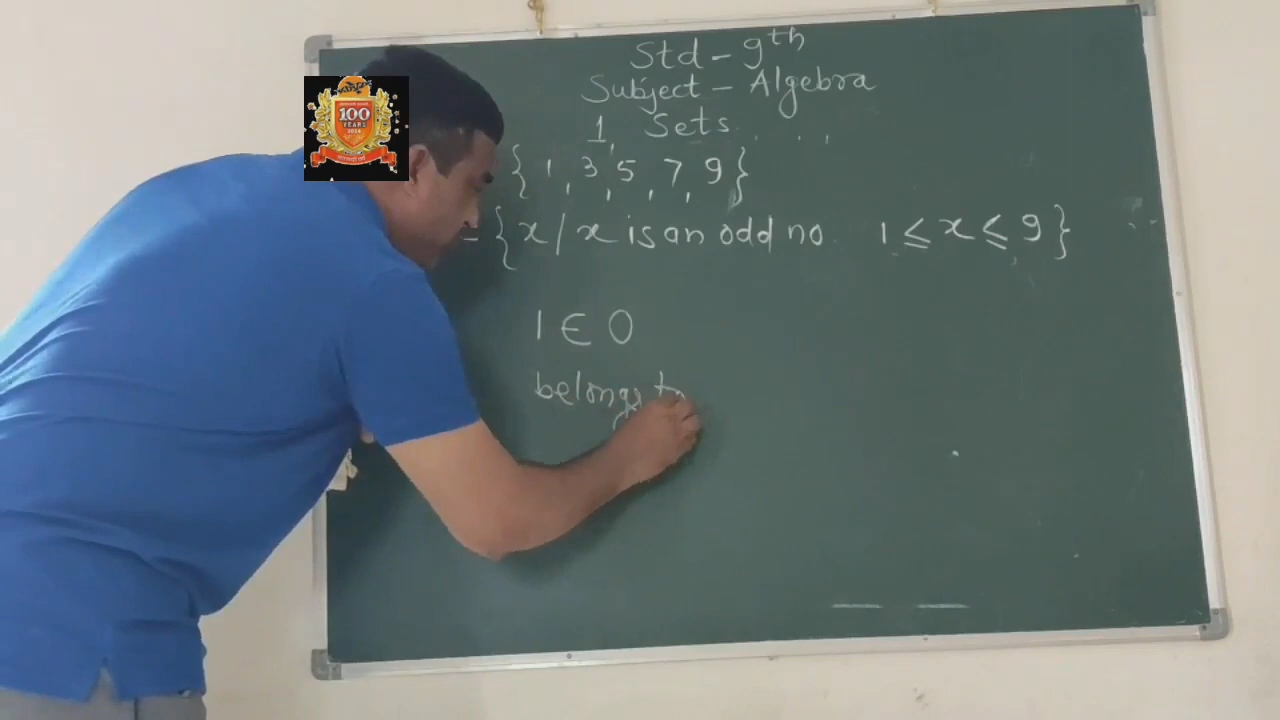 Std - 9th
Subject - Algebra
1, Sets
{ 1, 3, 5, 7, 9 }
- { x / x is an odd no 1 ≤ x ≤ 9 }
1 ∈ O
belongs to
100
YEARS
2014